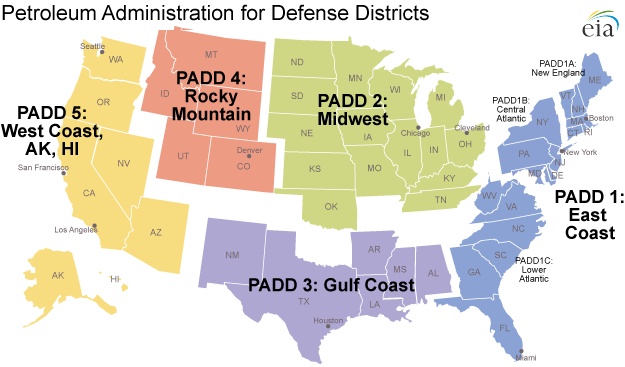 Petroleum Administration for Defense Districts
eia
Seattle
WA
OR
PADD 5:
West Coast,
AK, HI
San Francisco
NV
CA
Los Angeles
AZ
AK
HI
MT
PADD 4:
Rocky
Mountain
ID
WY
UT
Denver
CO
ND
MN
SD
WI
MI
PADD 2:
Midwest
NE
IA
Chicago
Cleveland
IL
IN
OH
KS
MO
KY
OK
TN
NM
AR
PADD 3: Gulf Coast
MS
AL
TX
LA
Houston
PADD1A:
New England
ME
VT
NH
PADD1B:
Central
Atlantic
NY
MA
Boston
CT
RI
New York
PA
NJ
MD
DE
PADD 1:
East
Coast
WV
VA
NC
SC
PADD1C:
Lower
Atlantic
GA
FL
Miami